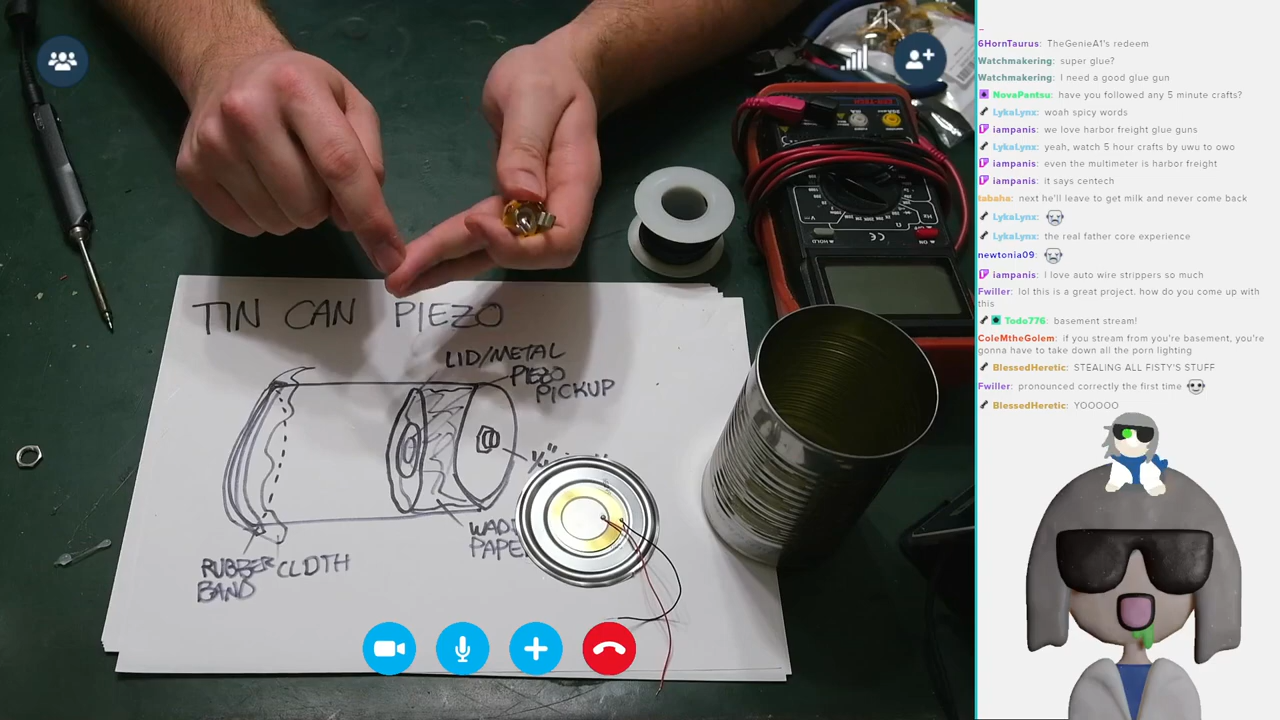 TIN CAN PIEZO
LID/METAL
PIEZO
PICKUP
RUBBER
BAND
CLOTH
PAPE
HOLD
CE
6HornTaurus: TheGenieA1's redeem
Watchmakering: super glue?
Watchmakering: I need a good glue gun
NovaPantsu: have you followed any 5 minute crafts?
LykaLynx: woah spicy words
iampanis: we love harbor freight glue guns
LykaLynx: yeah, watch 5 hour crafts by uwu to owo
iampanis: even the multimeter is harbor freight
iampanis: it says centech
tabaha: next he'll leave to get milk and never come back
LykaLynx:
LykaLynx: the real father core experience
newtonia09:
iampanis: I love auto wire strippers so much
Fwiller: lol this is a great project. how do you come up with
this
Todo776: basement stream!
ColeMtheGolem: if you stream from you're basement, you're
gonna have to take down all the porn lighting
BlessedHeretic: STEALING ALL FISTY'S STUFF
Fwiller: pronounced correctly the first time
BlessedHeretic: YOOOOO